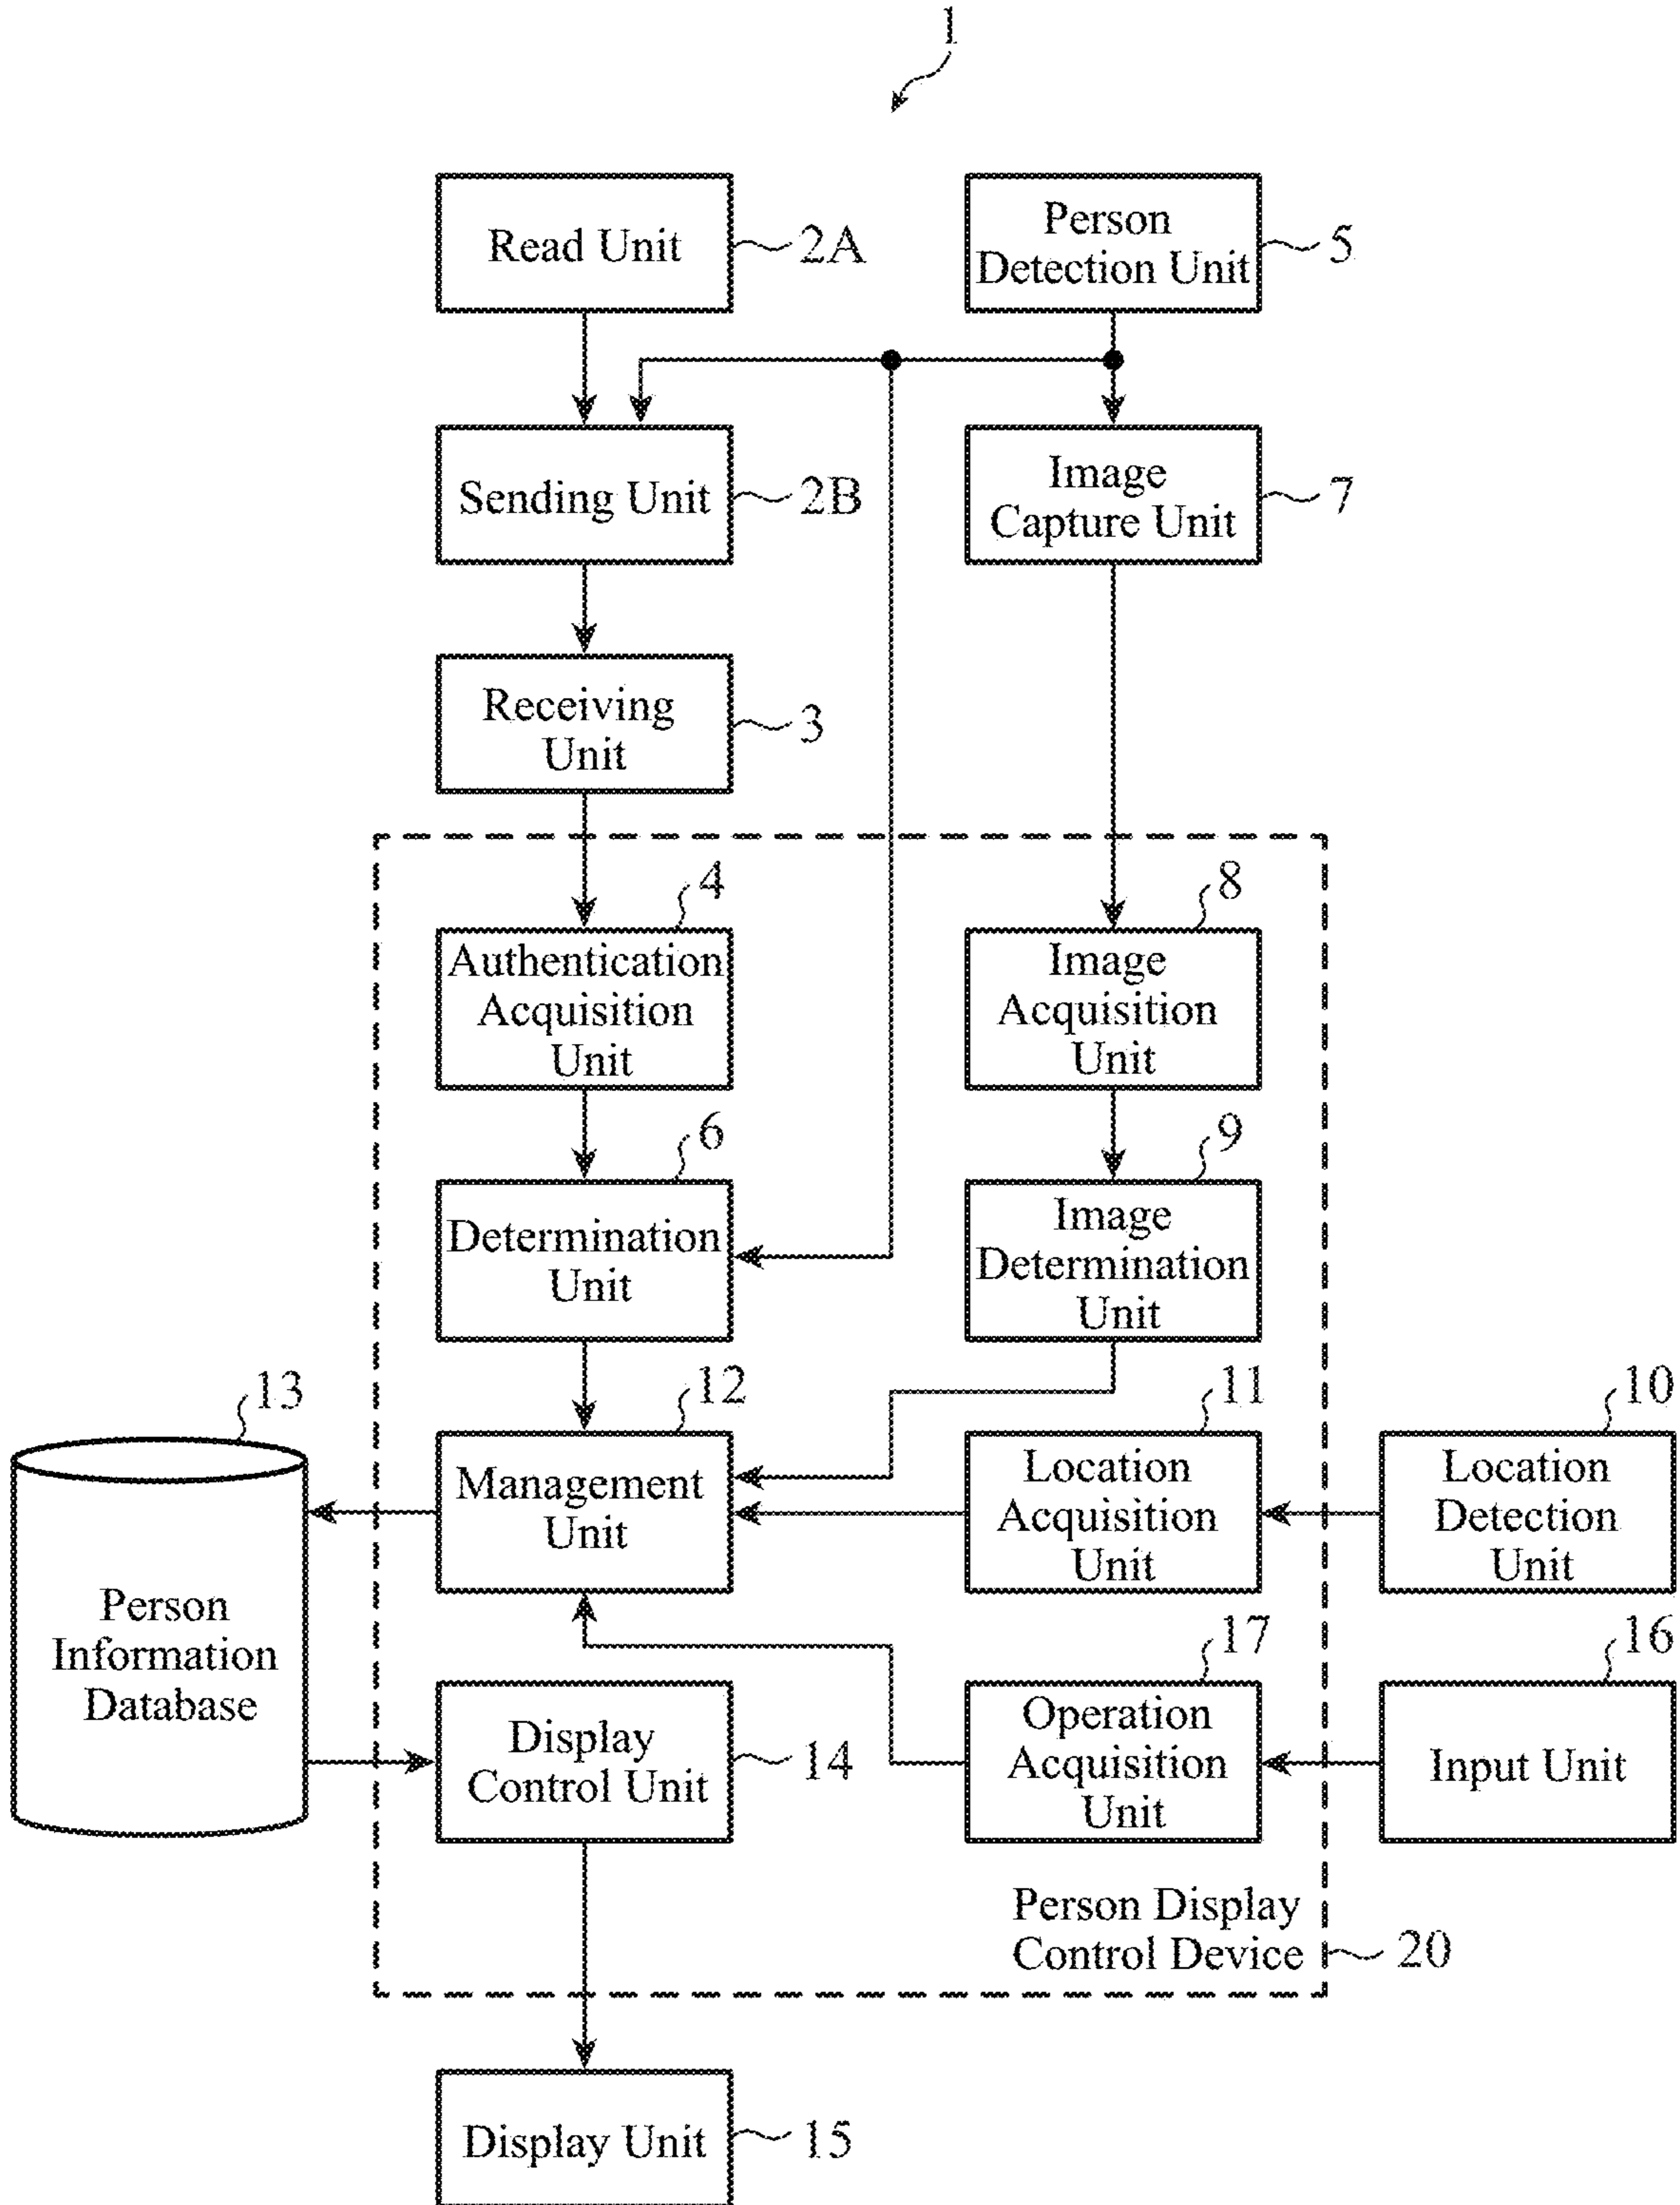 1
Read Unit
2A
Person
Detection Unit
5
Sending Unit
2B
Image
Capture Unit
7
Receiving
Unit
3
4
Authentication
Acquisition
Unit
8
Image
Acquisition
Unit
6
Determination
Unit
9
Image
Determination
Unit
13
Person
Information
Database
12
Management
Unit
11
Location
Acquisition
Unit
10
Location
Detection
Unit
Display
Control Unit
14
17
Operation
Acquisition
Unit
16
Input Unit
Person Display
Control Device
20
Display Unit
15